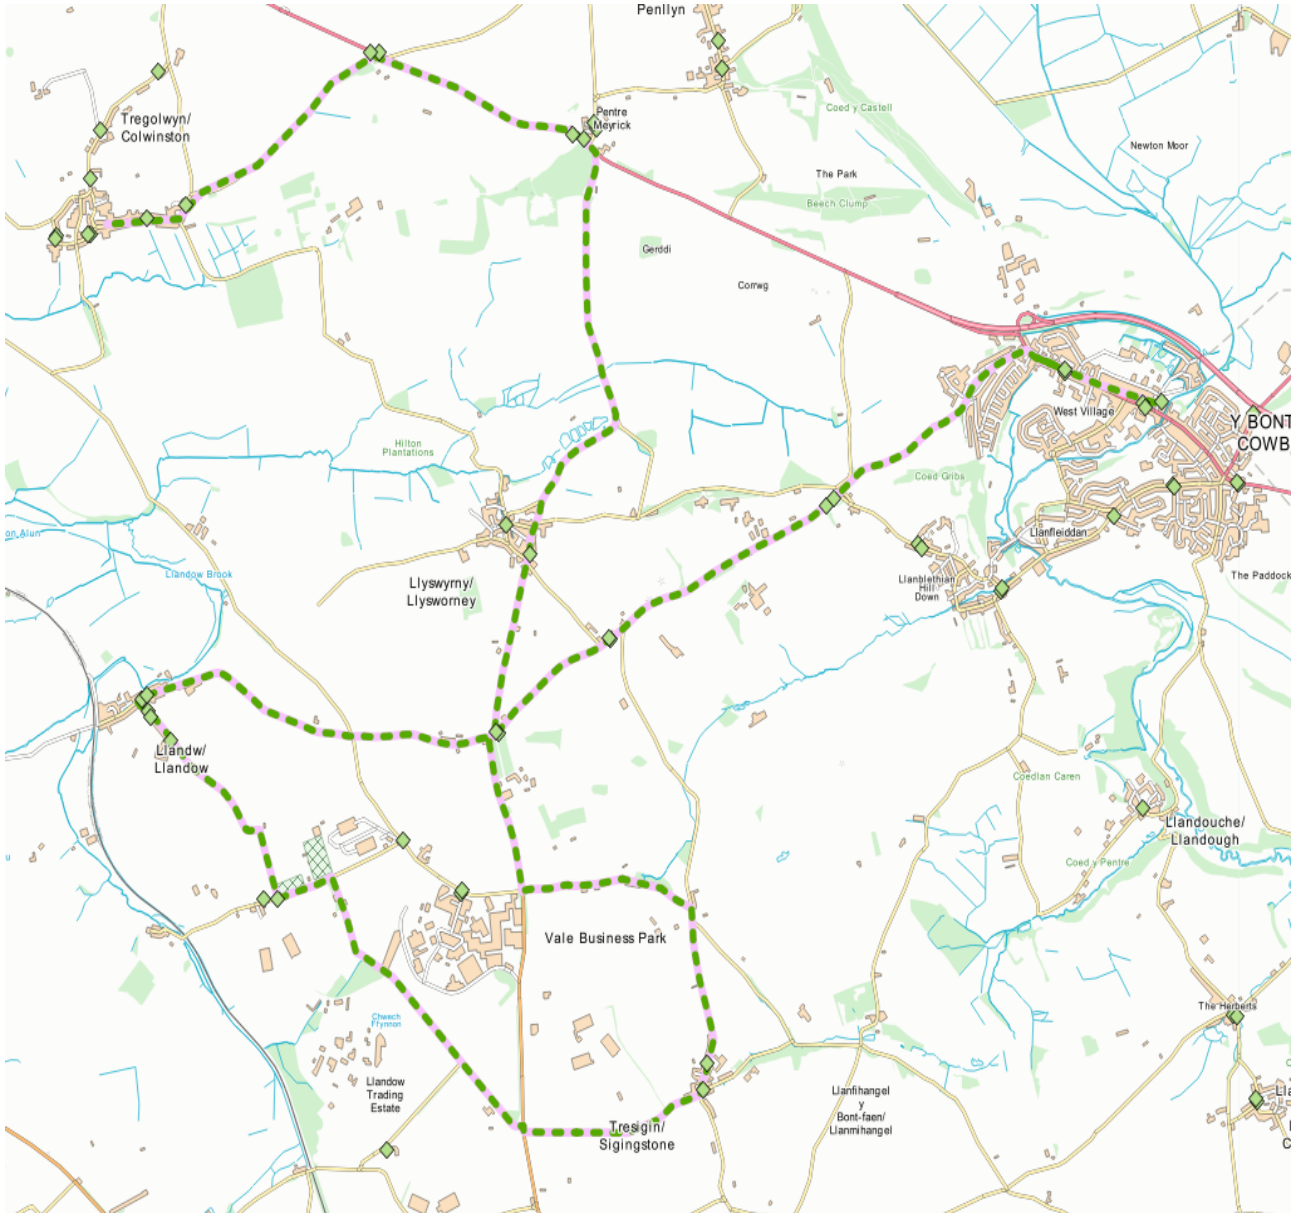 Penllyn
Tregolwyn/
Colwinston
Pentre
Meyrick
Coed y Castell
Newton Moor
The Park
Beech Clump
Gerddi
Corrwg
West Village
Y BONT
COWB
Hilton
Plantations
Coed Gribs
on Alun
Llanfleiddan
Llandow Brook
Llyswyrny/
Llysworney
Llanblethian
Hill
Down
The Paddock
Llandw/
Llandow
Coedlan Caren
Llandouche/
Llandough
Coed y Pentre
u
Vale Business Park
Chwech
Ffynnon
The Herberts
Llandow
Trading
Estate
Llanfihangel
y
Bont-faen/
Llanmihangel
Tresigin/
Sigingstone
Lla
C